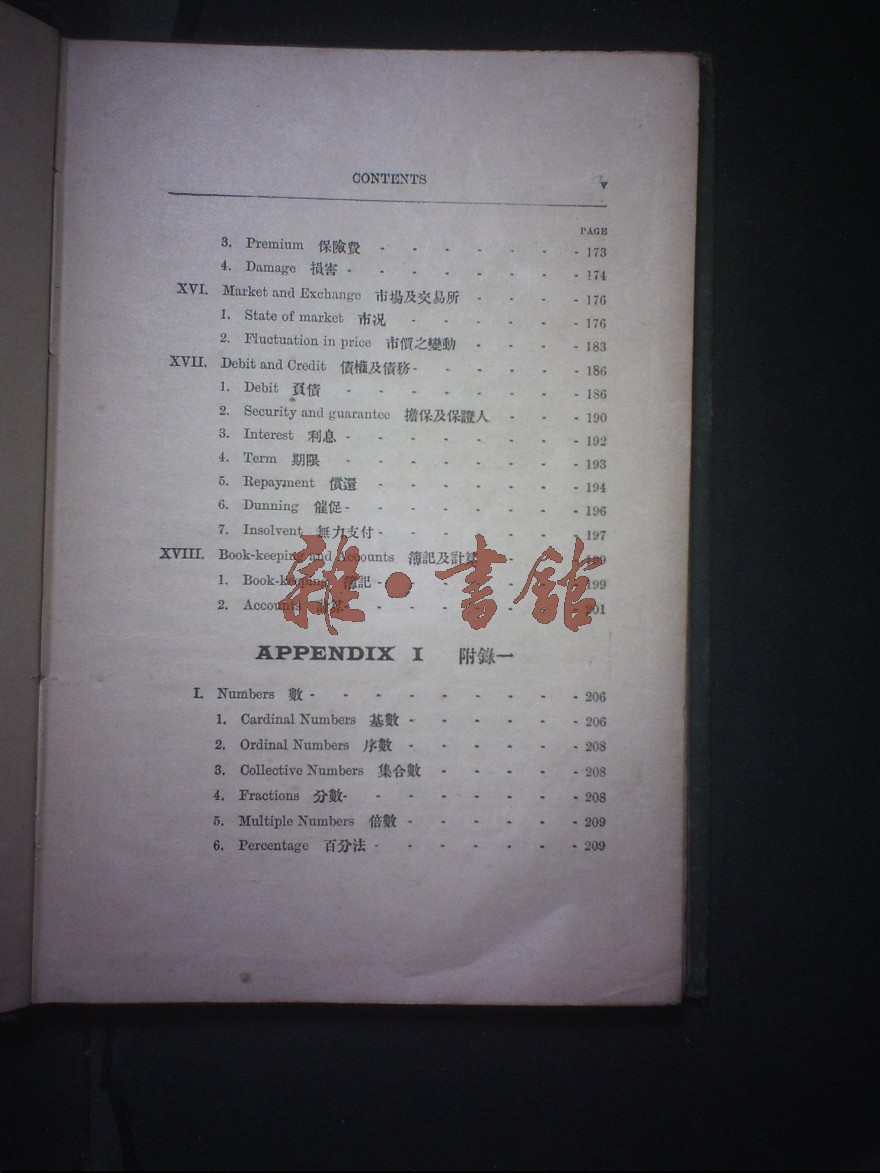 CONTENTS v
PAGE
3. Premium 保險費 - - - - - - - 173
4. Damage 損害 - - - - - - - - 174
XVI. Market and Exchange 市場及交易所 - - - - 176
1. State of market 市况 - - - - - - 176
2. Fluctuation in price 市價之變動 - - - - 183
XVII. Debit and Credit 債權及債務 - - - - - - 186
1. Debit 負債 - - - - - - - - 186
2. Security and guarantee 擔保及保證人 - - - 190
3. Interest 利息 - - - - - - - - 192
4. Term 期限 - - - - - - - - 193
5. Repayment 償還 - - - - - - - 194
6. Dunning 催促 - - - - - - - - 196
7. Insolvent 無力支付 - - - - - - - 197
XVIII. Book-keeping and Accounts 簿記及計算 - - - 199
1. Book-keeping 簿記 - - - - - - - 199
2. Accounts 計算 - - - - - - - - 201
雜·書館
APPENDIX I 附錄一
I. Numbers 數 - - - - - - - - - 206
1. Cardinal Numbers 基數 - - - - - - 206
2. Ordinal Numbers 序數 - - - - - - 208
3. Collective Numbers 集合數 - - - - - 208
4. Fractions 分數 - - - - - - - - 208
5. Multiple Numbers 倍數 - - - - - - 209
6. Percentage 百分法 - - - - - - - 209